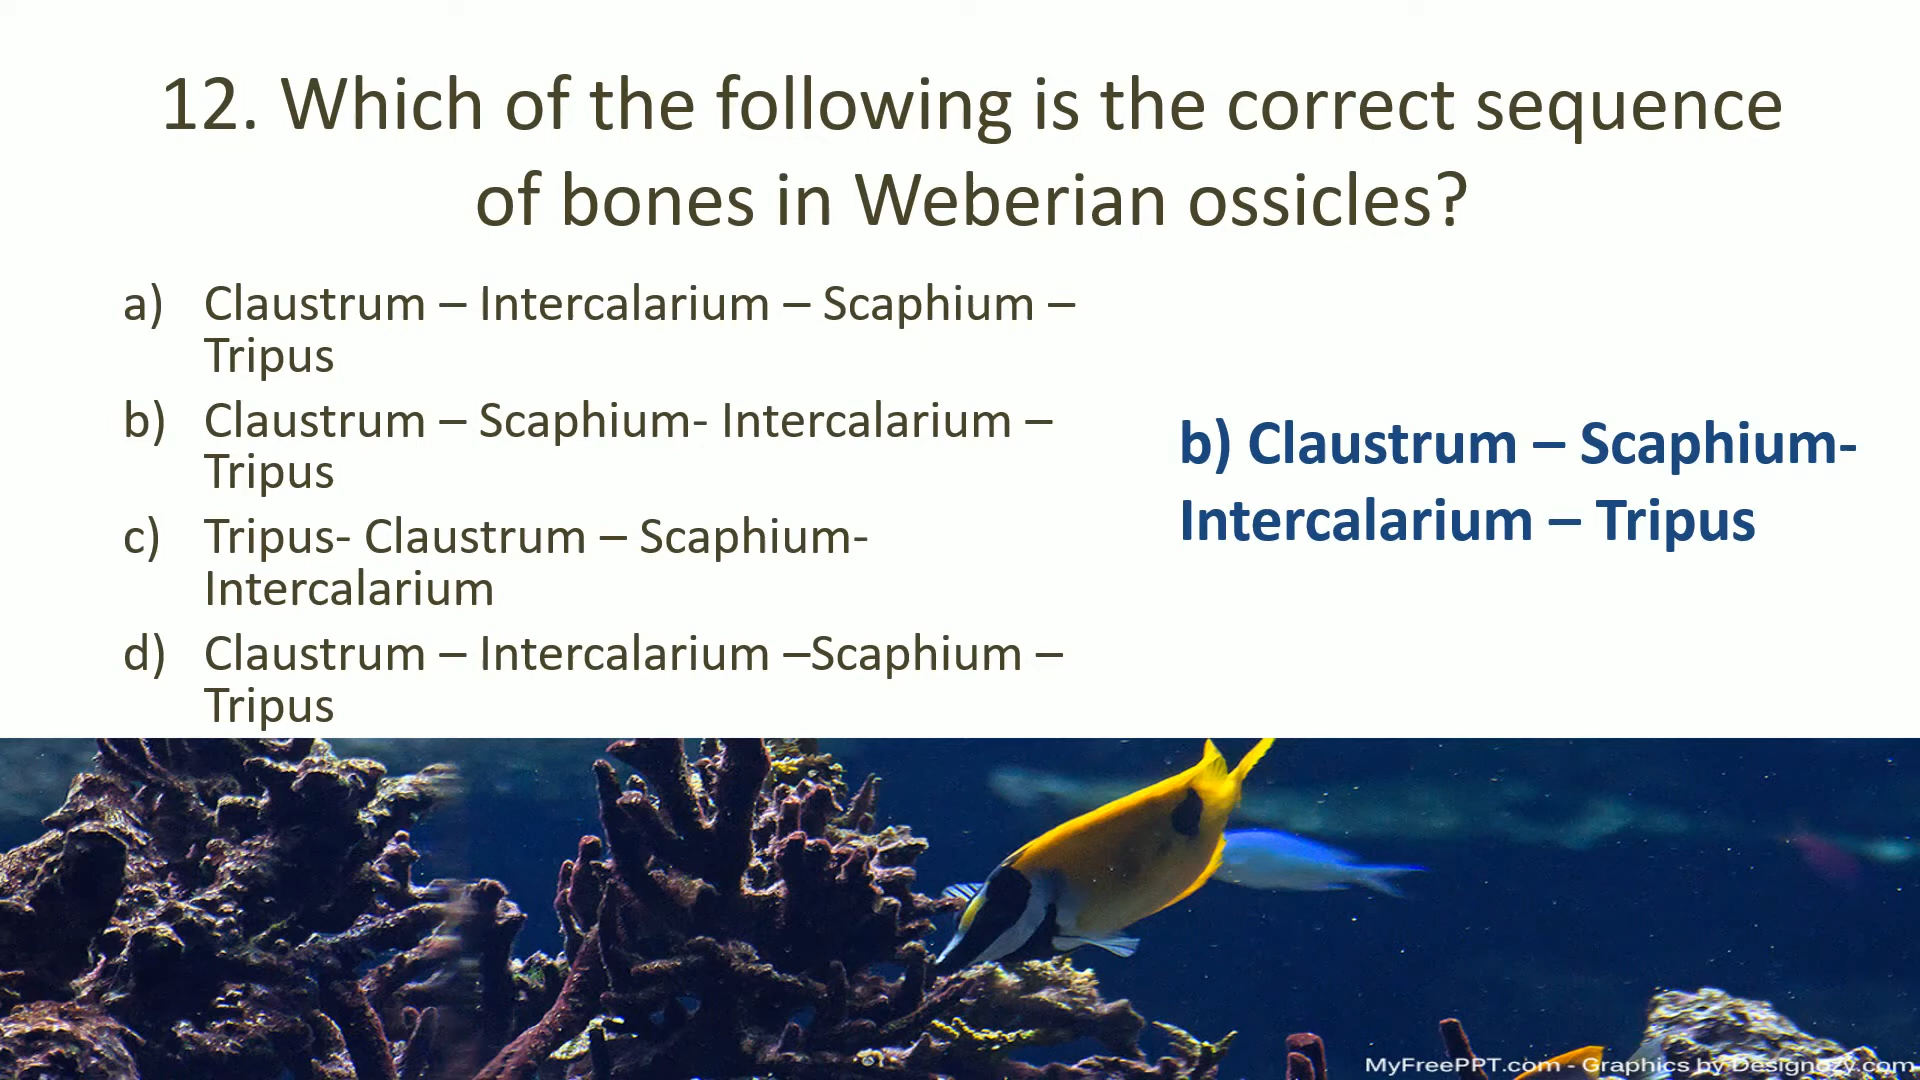 12. Which of the following is the correct sequence
of bones in Weberian ossicles?
a) Claustrum – Intercalarium – Scaphium –
Tripus
b) Claustrum – Scaphium- Intercalarium –
Tripus
c) Tripus- Claustrum – Scaphium-
Intercalarium
d) Claustrum – Intercalarium –Scaphium –
Tripus
b) Claustrum – Scaphium-
Intercalarium – Tripus
MyFreePPT.com - Graphics by Designozy.com